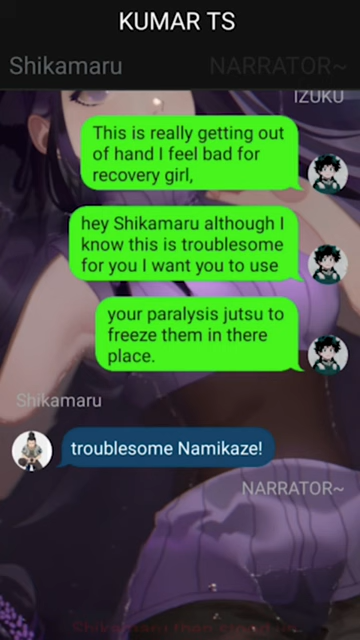 KUMAR TS
Shikamaru NARRATOR~
IZUKU
This is really getting out
of hand I feel bad for
recovery girl,
hey Shikamaru although I
know this is troublesome
for you I want you to use
your paralysis jutsu to
freeze them in there
place.
Shikamaru
troublesome Namikaze!
NARRATOR~
Shikamaru then